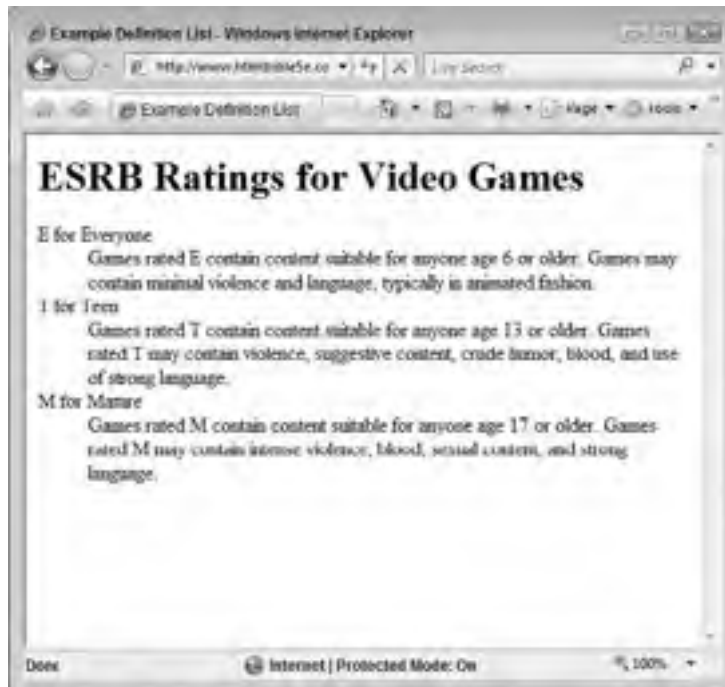 Example Definition List - Windows Internet Explorer
Live Search
Example Definition List
Page
Tools
ESRB Ratings for Video Games
E for Everyone
Games rated E contain content suitable for anyone age 6 or older. Games may
contain minimal violence and language, typically in animated fashion.
T for Teen
Games rated T contain content suitable for anyone age 13 or older. Games
rated T may contain violence, suggestive content, crude humor, blood, and use
of strong language.
M for Mature
Games rated M contain content suitable for anyone age 17 or older. Games
rated M may contain intense violence, blood, sexual content, and strong
language.
Done
Internet | Protected Mode: On
100%